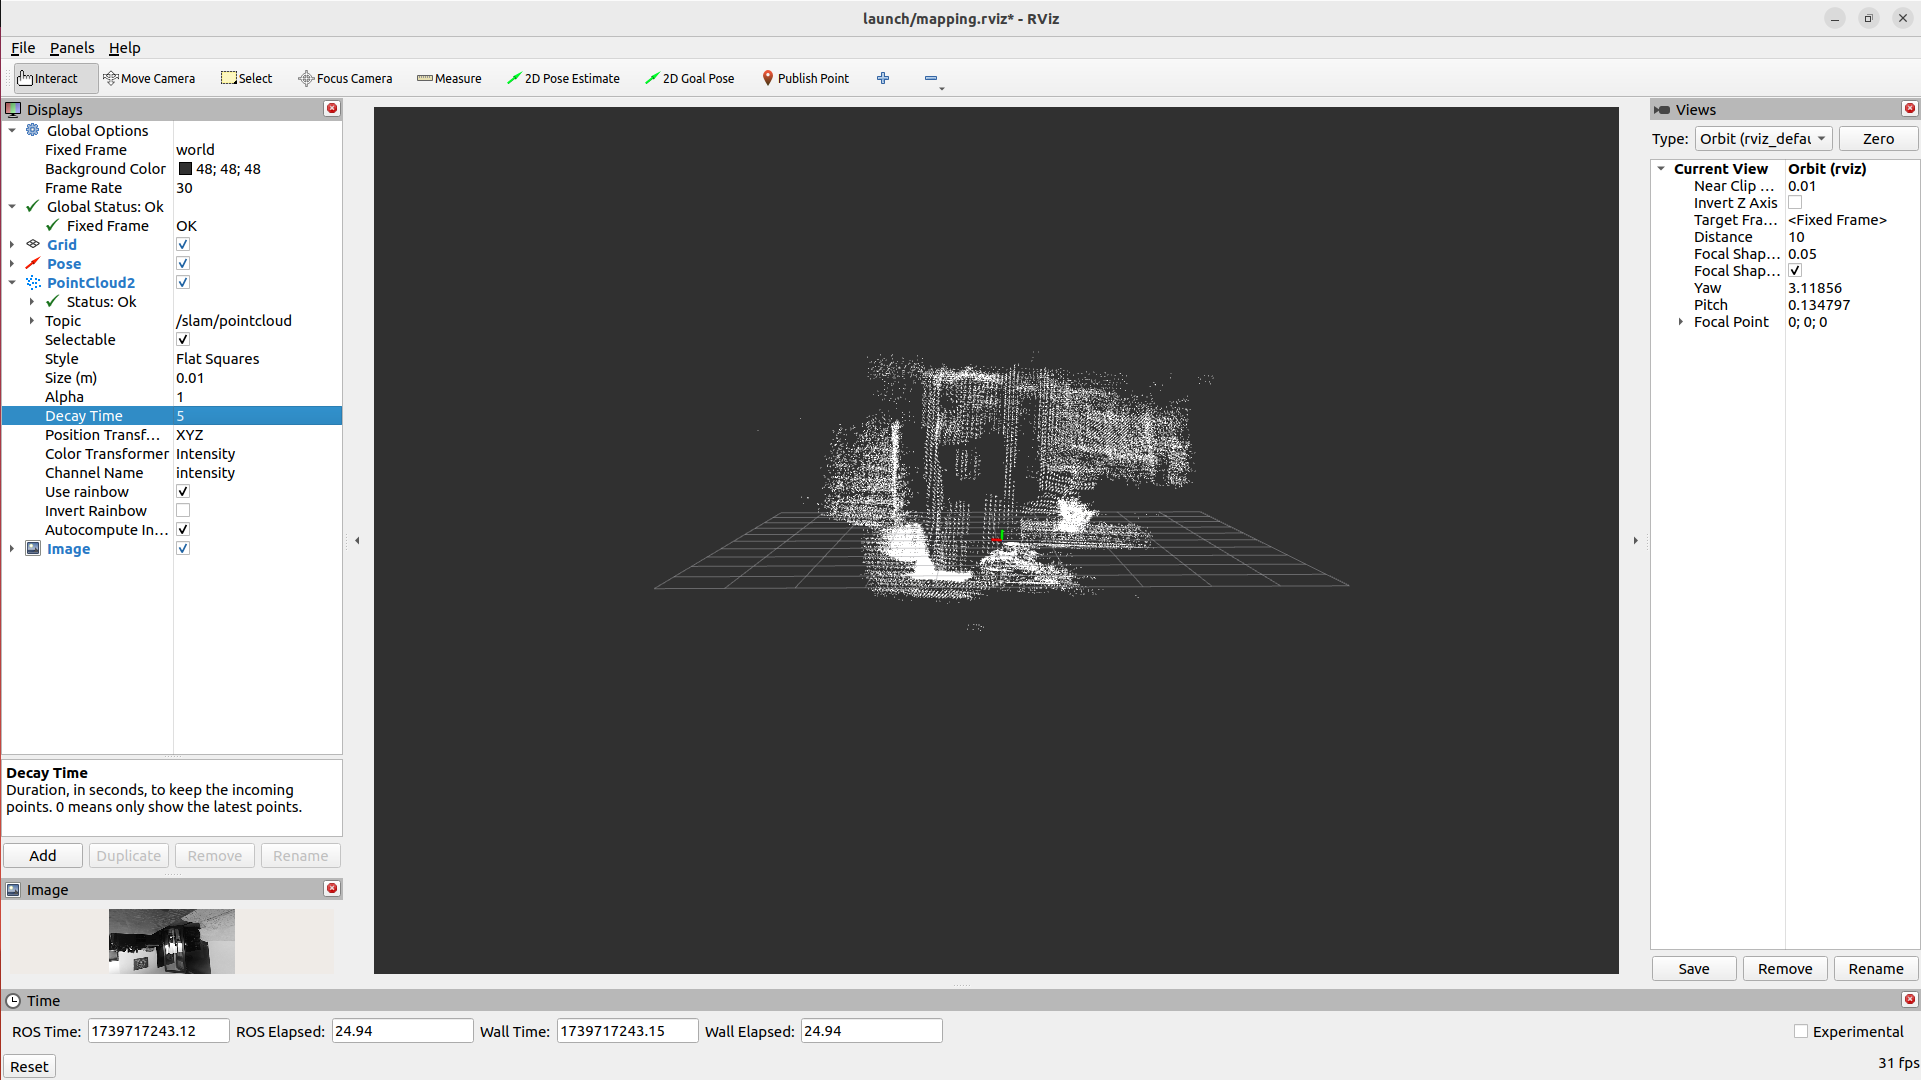 launch/mapping.rviz* - RViz
File Panels Help
Interact Move Camera Select Focus Camera Measure 2D Pose Estimate 2D Goal Pose Publish Point
Displays
Global Options
Fixed Frame world
Background Color 48; 48; 48
Frame Rate 30
Global Status: Ok
Fixed Frame OK
Grid
Pose
PointCloud2
Status: Ok
Topic /slam/pointcloud
Selectable
Style Flat Squares
Size (m) 0.01
Alpha 1
Decay Time 5
Position Transf... XYZ
Color Transformer Intensity
Channel Name intensity
Use rainbow
Invert Rainbow
Autocompute In...
Image
Decay Time
Duration, in seconds, to keep the incoming
points. 0 means only show the latest points.
Add Duplicate Remove Rename
Image
Views
Type: Orbit (rviz_defau Zero
Current View Orbit (rviz)
Near Clip ... 0.01
Invert Z Axis
Target Fra... <Fixed Frame>
Distance 10
Focal Shap... 0.05
Focal Shap...
Yaw 3.11856
Pitch 0.134797
Focal Point 0; 0; 0
Save Remove Rename
Time
ROS Time: 1739717243.12 ROS Elapsed: 24.94 Wall Time: 1739717243.15 Wall Elapsed: 24.94 Experimental
Reset 31 fps